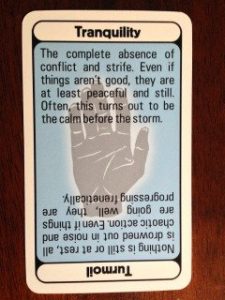 Tranquility
The complete absence of
conflict and strife. Even if
things aren't good, they are
at least peaceful and still.
Often, this turns out to be
the calm before the storm.
Turmoil
Nothing is still or at rest, all
is drowned out in noise and
chaotic action. Even if things
are going well, they are
progressing frenetically.